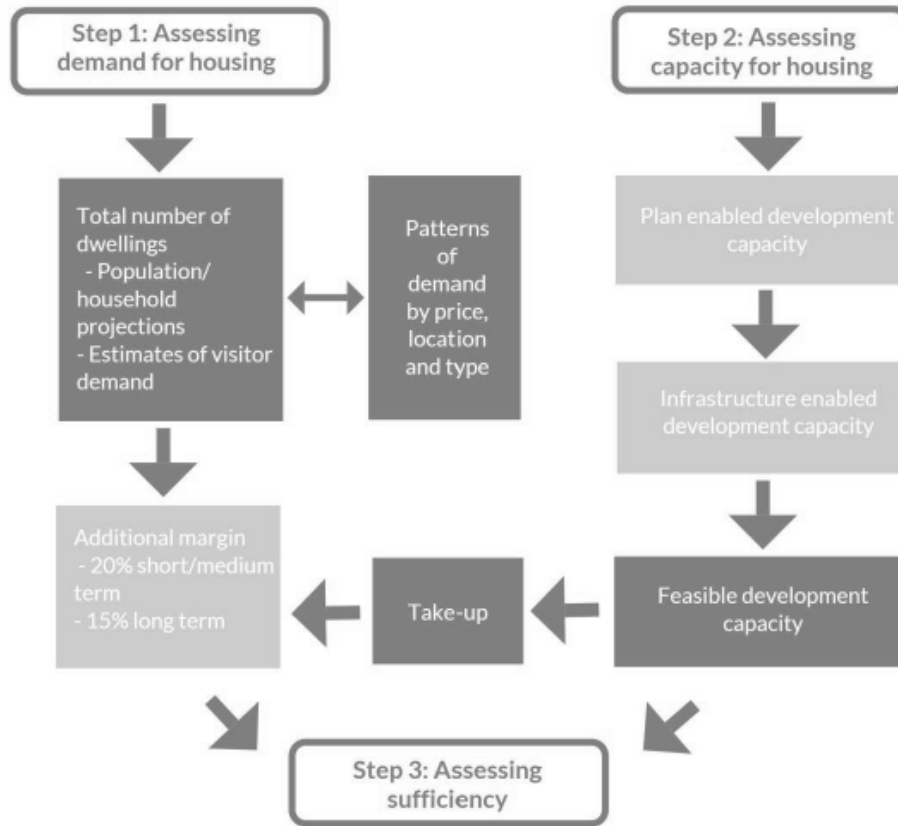 Step 1: Assessing
demand for housing
Step 2: Assessing
capacity for housing
Total number of
dwellings
- Population/
household
projections
- Estimates of visitor
demand
Patterns
of
demand
by price,
location
and type
Plan enabled development
capacity
Infrastructure enabled
development capacity
Additional margin
- 20% short/medium
term
- 15% long term
Take-up
Feasible development
capacity
Step 3: Assessing
sufficiency